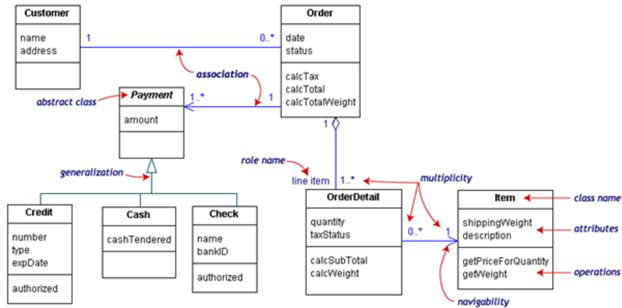 Customer
name
address
1
0..*
Order
date
status
calcTax
calcTotal
calcTotalWeight
association
abstract class
Payment
amount
1..*
1
generalization
1
role name
line item
1..*
multiplicity
Credit
number
type
expDate
authorized
Cash
cashTendered
Check
name
bankID
authorized
OrderDetail
quantity
taxStatus
calcSubTotal
calcWeight
0..*
1
Item
shippingWeight
description
getPriceForQuantity
getWeight
class name
attributes
operations
navigability